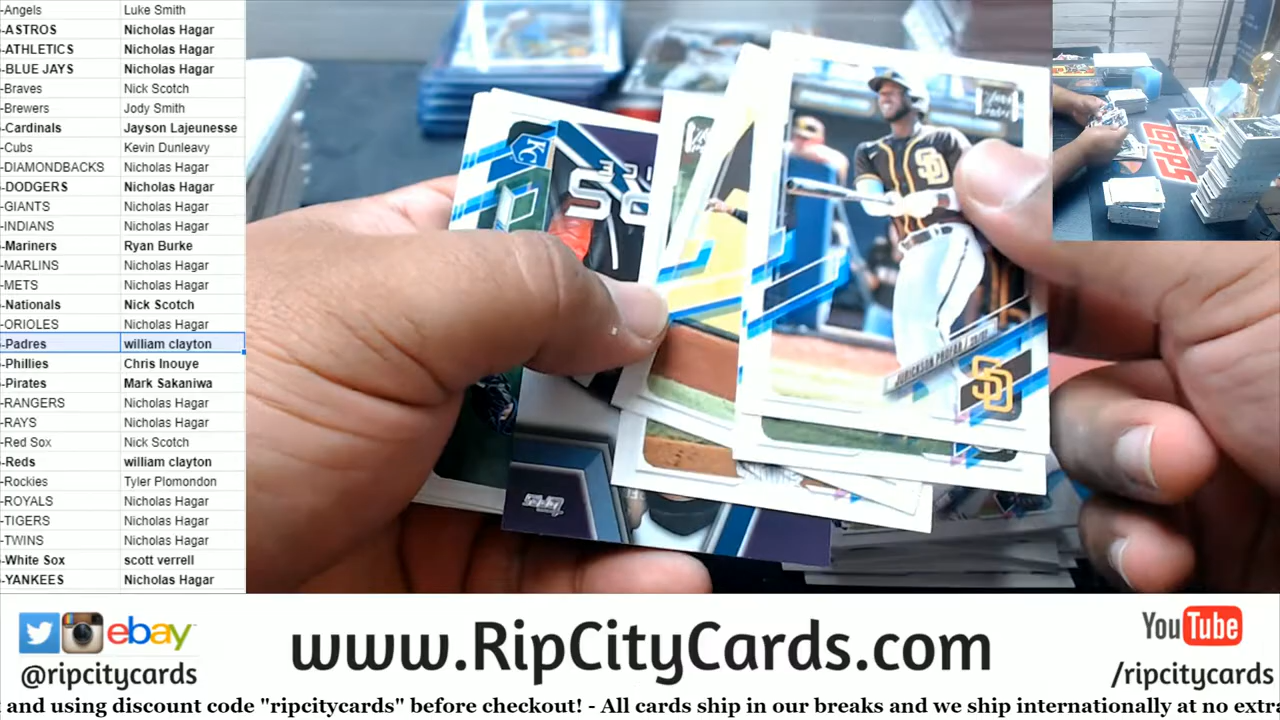 -Angels Luke Smith
-ASTROS Nicholas Hagar
-ATHLETICS Nicholas Hagar
-BLUE JAYS Nicholas Hagar
-Braves Nick Scotch
-Brewers Jody Smith
-Cardinals Jayson Lajeunesse
-Cubs Kevin Dunleavy
-DIAMONDBACKS Nicholas Hagar
-DODGERS Nicholas Hagar
-GIANTS Nicholas Hagar
-INDIANS Nicholas Hagar
-Mariners Ryan Burke
-MARLINS Nicholas Hagar
-METS Nicholas Hagar
-Nationals Nick Scotch
-ORIOLES Nicholas Hagar
-Padres william clayton
-Phillies Chris Inouye
-Pirates Mark Sakaniwa
-RANGERS Nicholas Hagar
-RAYS Nicholas Hagar
-Red Sox Nick Scotch
-Reds william clayton
-Rockies Tyler Plomondon
-ROYALS Nicholas Hagar
-TIGERS Nicholas Hagar
-TWINS Nicholas Hagar
-White Sox scott verrell
-YANKEES Nicholas Hagar
KC
SD
JURICKSON PROFAR
SD
TOPPS
ebay
@ripcitycards
www.RipCityCards.com
YouTube
/ripcitycards
and using discount code "ripcitycards" before checkout! - All cards ship in our breaks and we ship internationally at no extra